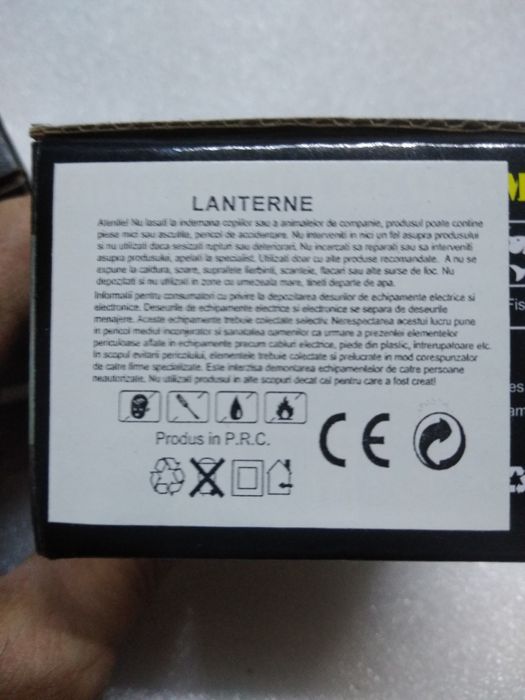 LANTERNE
Atentie! Nu lasati la indemana copiilor sau a animalelor de companie, produsul poate contine
piese mici sau ascutite, pericol de accidentare. Nu interveniti in nici un fel asupra produsului
si nu utilizati daca sesizati rupturi sau deteriorari. Nu incercati sa reparati sau sa interveniti
asupra produsului, apelati la specialist. Utilizati doar cu alte produse recomandate. A nu se
expune la caldura, soare, suprafete fierbinti, scanteie, flacari sau alte surse de foc. Nu
depozitati si nu utilizati in zone cu umezeala mare, tineti departe de apa.
Informatii pentru consumatori cu privire la depozitarea desurilor de echipamente electrice si
electronice. Deseurile de echipamente electrice si electronice se separa de deseurile
menajere. Aceste echipamente trebuie colectate selectiv. Nerespectarea acestui lucru pune
in pericol mediul inconjurator si sanatatea oamenilor ca urmare a prezentei elementelor
periculoase aflate in echipamente precum cabluri electrice, piede din plastic, intrerupatoare etc.
In scopul evitarii pericolului, elementele trebuie colectate si prelucrate in mod corespunzator
de catre firme specializate. Este interzisa demontarea echipamentelor de catre persoane
neautorizate. Nu utilizati produsul in alte scopuri decat cel pentru care a fost creat!
Produs in P.R.C.
CE